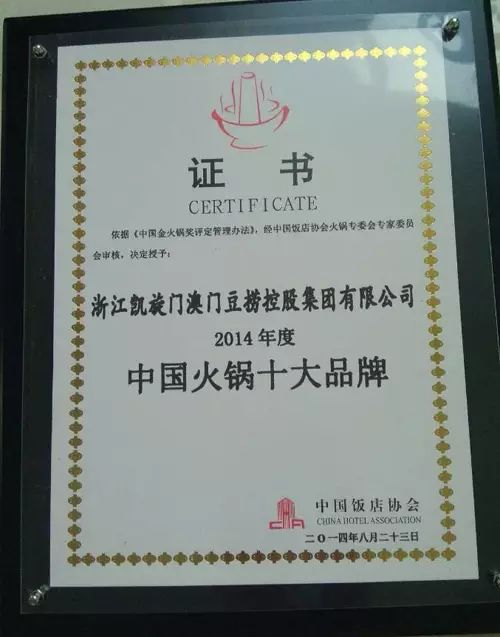 证 书
CERTIFICATE
依据《中国金火锅奖评定管理办法》，经中国饭店协会火锅专委会专家委员
会审核，决定授予：
浙江凯旋门澳门豆捞控股集团有限公司
2014 年度
中国火锅十大品牌
中国饭店协会
CHINA HOTEL ASSOCIATION
二〇一四年八月二十三日